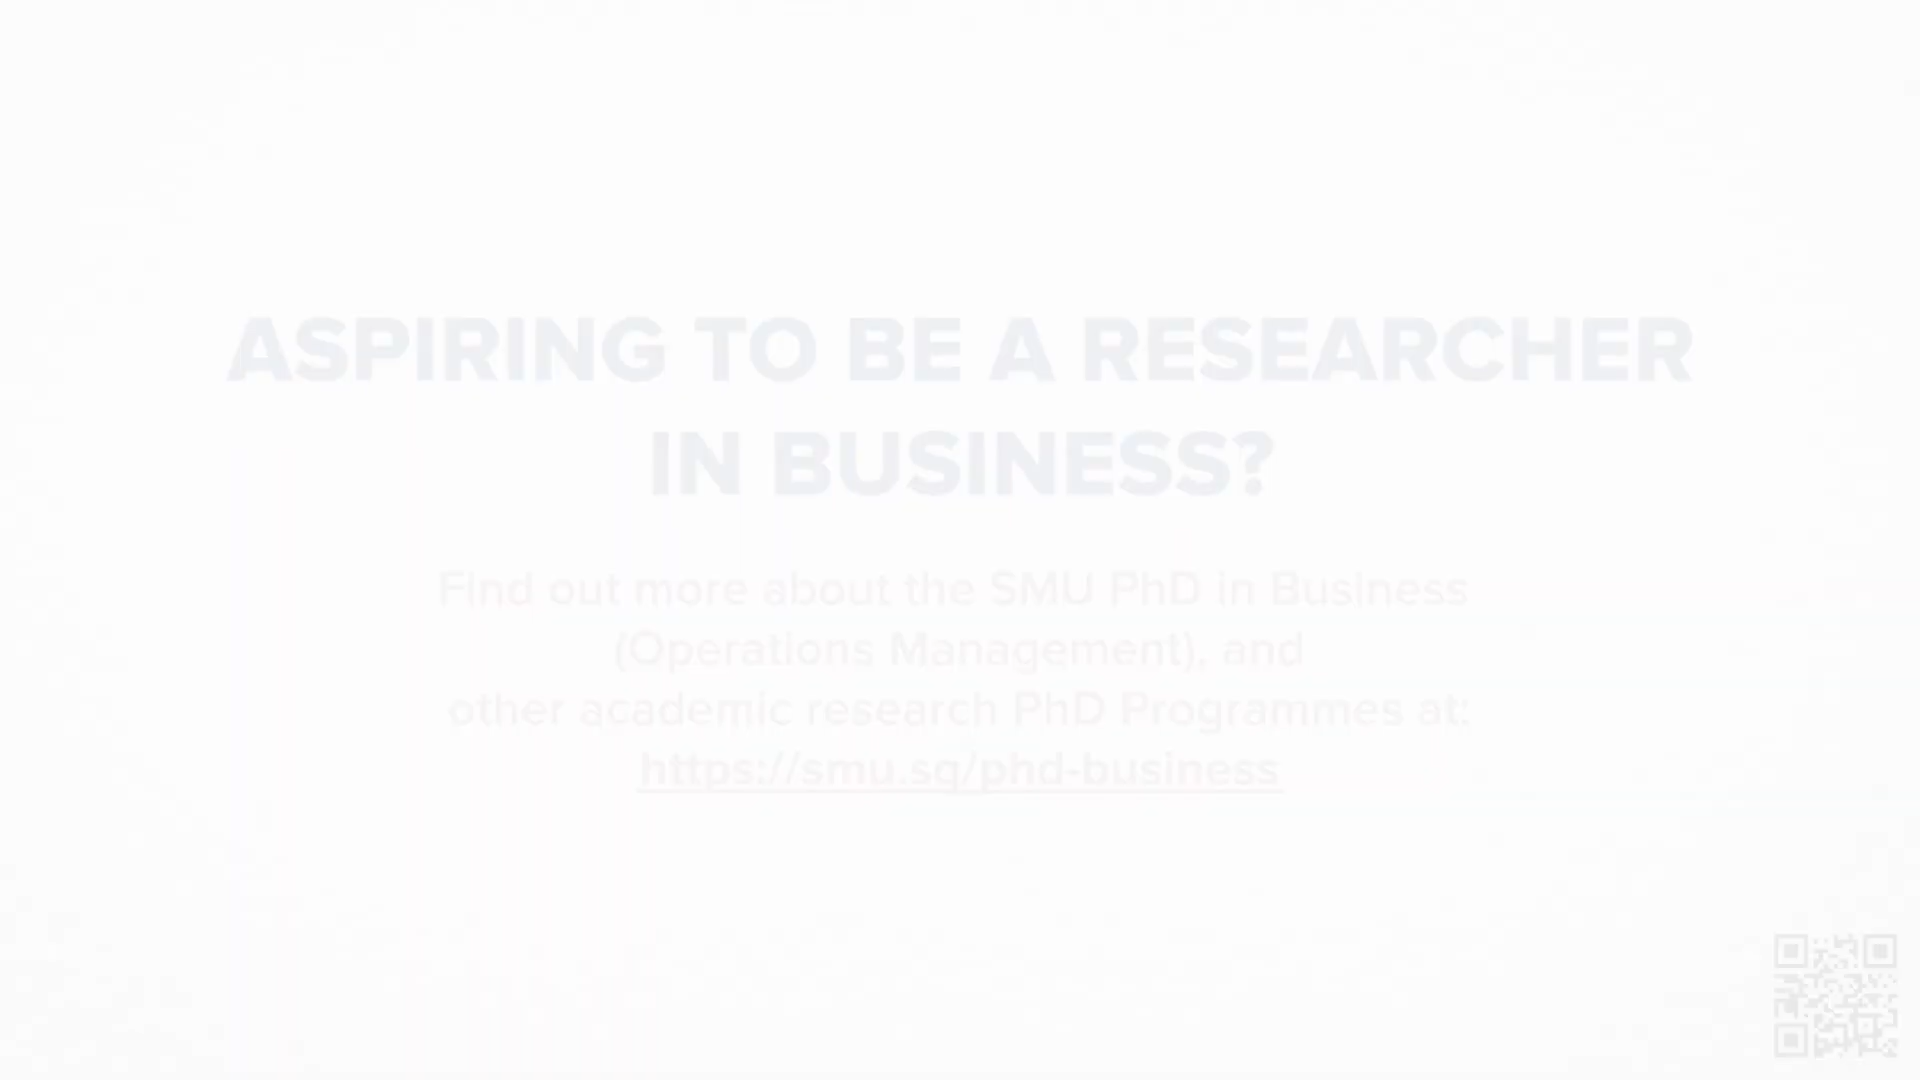 ASPIRING TO BE A RESEARCHER
IN BUSINESS?
Find out more about the SMU PhD in Business
(Operations Management), and
other academic research PhD Programmes at:
https://smu.sg/phd-business